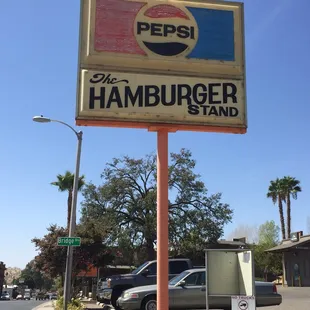 PEPSI
The
HAMBURGER
STAND
Bridge